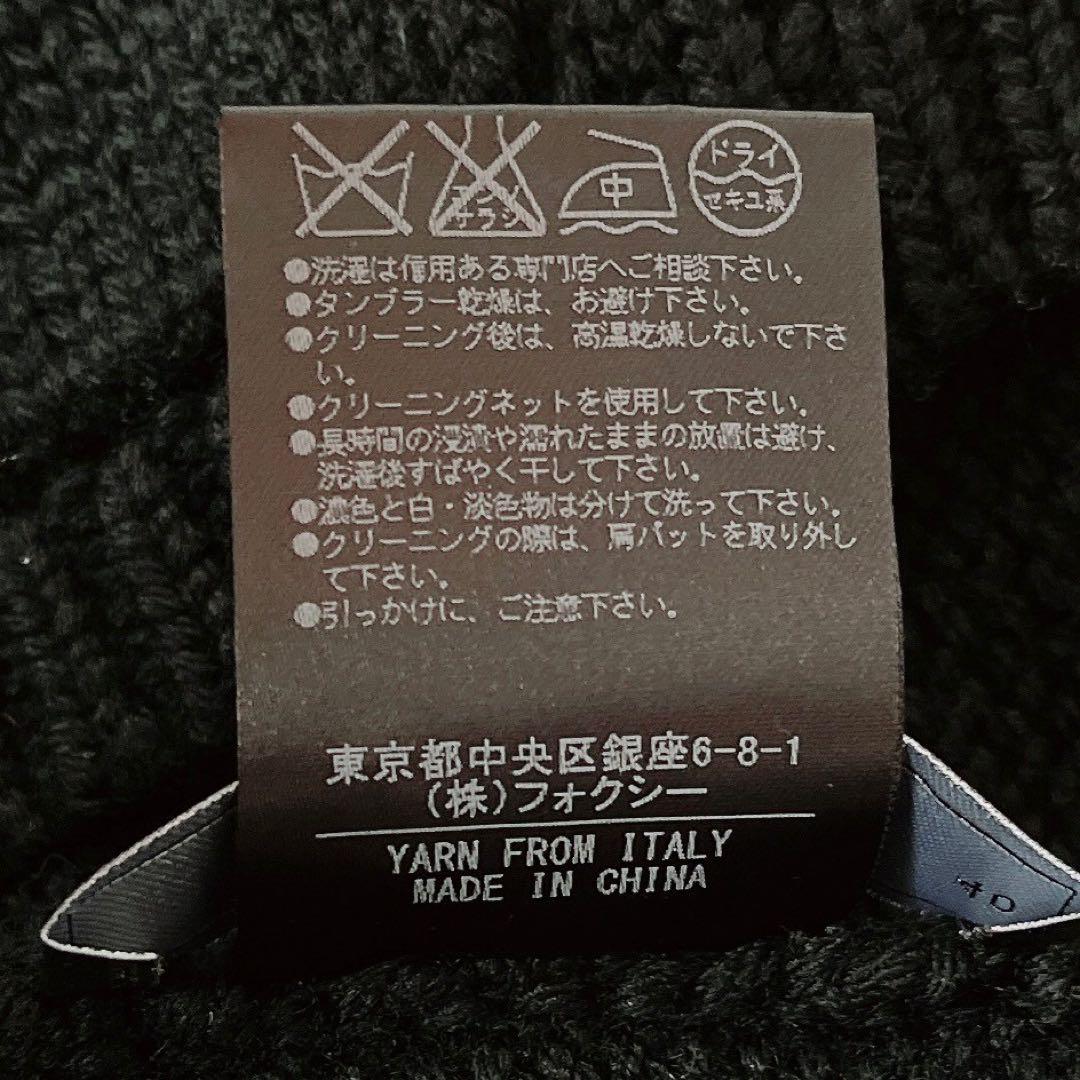 エンソ
サラシ
中
ドライ
セキユ系
●洗濯は信用ある専門店へご相談下さい。
●タンブラー乾燥は、お避け下さい。
●クリーニング後は、高温乾燥しないで下さ
い。
●クリーニングネットを使用して下さい。
●長時間の浸漬や濡れたままの放置は避け、
洗濯後すばやく干して下さい。
●濃色と白・淡色物は分けて洗って下さい。
●クリーニングの際は、肩パットを取り外し
て下さい。
●引っかけに、ご注意下さい。
東京都中央区銀座6-8-1
(株)フォクシー
YARN FROM ITALY
MADE IN CHINA
40